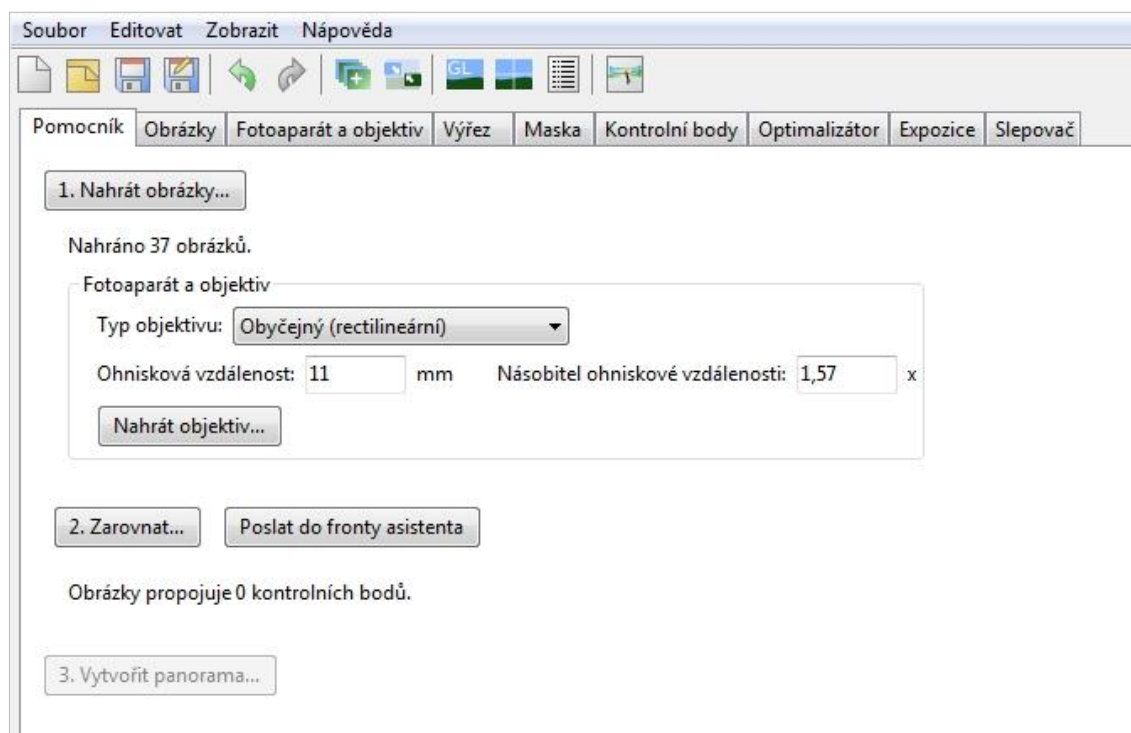 Soubor Editovat Zobrazit Nápověda
GL
Pomocník Obrázky Fotoaparát a objektiv Výřez Maska Kontrolní body Optimalizátor Expozice Slepovač
1. Nahrát obrázky...
Nahráno 37 obrázků.
Fotoaparát a objektiv
Typ objektivu: Obyčejný (rectilineární)
Ohnisková vzdálenost: 11 mm Násobitel ohniskové vzdálenosti: 1,57 x
Nahrát objektiv...
2. Zarovnat... Poslat do fronty asistenta
Obrázky propojuje 0 kontrolních bodů.
3. Vytvořit panorama...